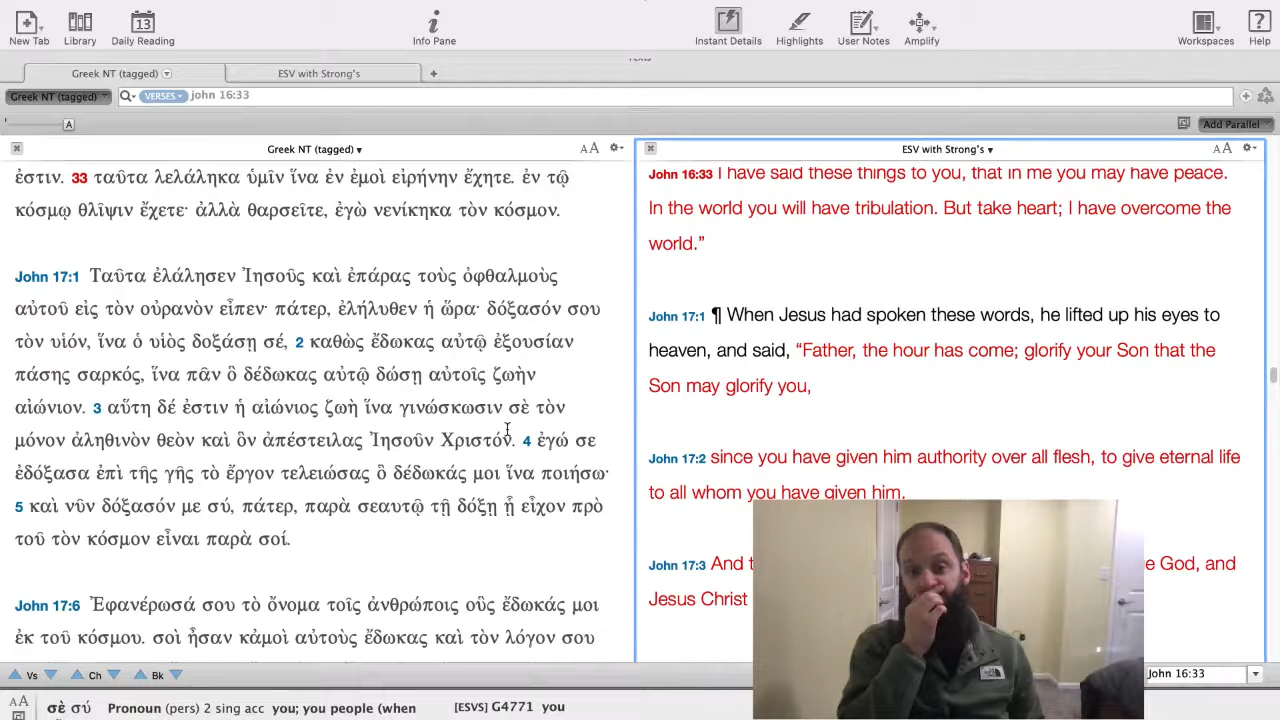 New Tab
Library
13
Daily Reading
Info Pane
Instant Details
Highlights
User Notes
Amplify
Workspaces
?
Help
Greek NT (tagged)
ESV with Strong's
+
Greek NT (tagged)
VERSES
john 16:33
A
Add Parallel
Greek NT (tagged)
AA
ἐστιν. 33 ταῦτα λελάληκα ὑμῖν ἵνα ἐν ἐμοὶ εἰρήνην ἔχητε. ἐν τῷ
κόσμῳ θλῖψιν ἔχετε· ἀλλὰ θαρσεῖτε, ἐγὼ νενίκηκα τὸν κόσμον.
John 17:1 Ταῦτα ἐλάλησεν Ἰησοῦς καὶ ἐπάρας τοὺς ὀφθαλμοὺς
αὐτοῦ εἰς τὸν οὐρανὸν εἶπεν· πάτερ, ἐλήλυθεν ἡ ὥρα· δόξασόν σου
τὸν υἱόν, ἵνα ὁ υἱὸς δοξάσῃ σέ, 2 καθὼς ἔδωκας αὐτῷ ἐξουσίαν
πάσης σαρκός, ἵνα πᾶν ὃ δέδωκας αὐτῷ δώσῃ αὐτοῖς ζωὴν
αἰώνιον. 3 αὕτη δέ ἐστιν ἡ αἰώνιος ζωὴ ἵνα γινώσκωσιν σὲ τὸν
μόνον ἀληθινὸν θεὸν καὶ ὃν ἀπέστειλας Ἰησοῦν Χριστόν. 4 ἐγώ σε
ἐδόξασα ἐπὶ τῆς γῆς τὸ ἔργον τελειώσας ὃ δέδωκάς μοι ἵνα ποιήσω·
5 καὶ νῦν δόξασόν με σύ, πάτερ, παρὰ σεαυτῷ τῇ δόξῃ ᾗ εἶχον πρὸ
τοῦ τὸν κόσμον εἶναι παρὰ σοί.
John 17:6 Ἐφανέρωσά σου τὸ ὄνομα τοῖς ἀνθρώποις οὓς ἔδωκάς μοι
ἐκ τοῦ κόσμου. σοὶ ἦσαν κἀμοὶ αὐτοὺς ἔδωκας καὶ τὸν λόγον σου
ESV with Strong's
AA
John 16:33 I have said these things to you, that in me you may have peace.
In the world you will have tribulation. But take heart; I have overcome the
world.”
John 17:1 ¶ When Jesus had spoken these words, he lifted up his eyes to
heaven, and said, “Father, the hour has come; glorify your Son that the
Son may glorify you,
John 17:2 since you have given him authority over all flesh, to give eternal life
to all whom you have given him.
John 17:3 And e God, and
Jesus Christ
Vs
Ch
Bk
John 16:33
AA
σὲ σύ Pronoun (pers) 2 sing acc you; you people (when [ESVS] G4771 you